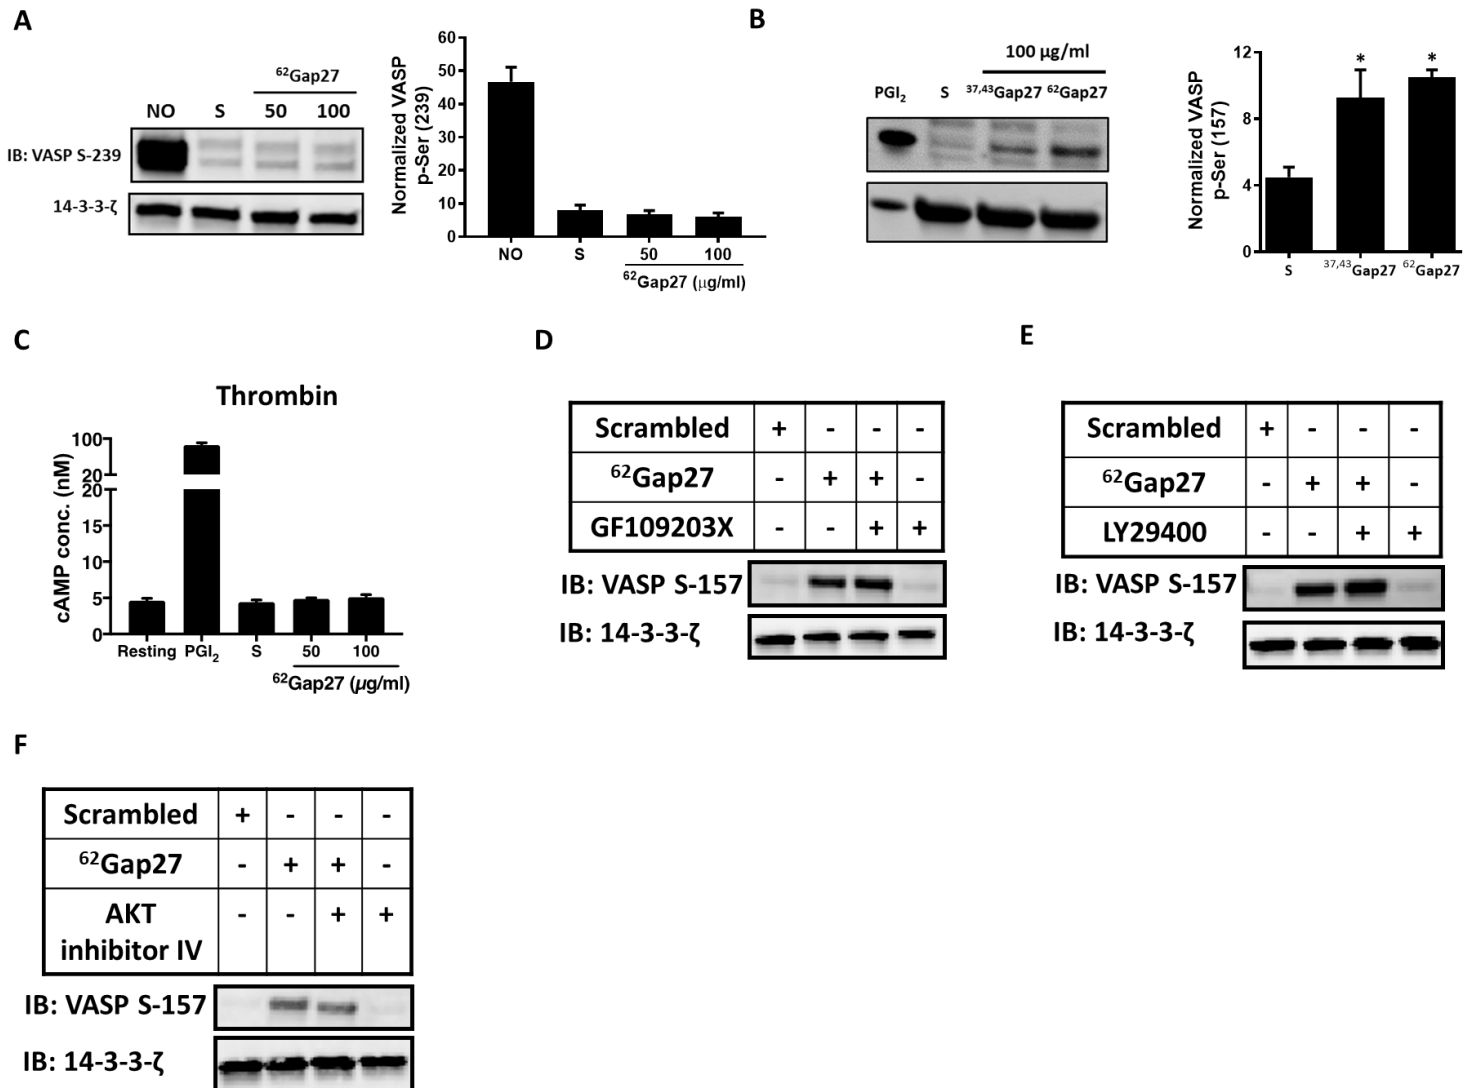 A
⁶²Gap27
NO S 50 100
IB: VASP S-239
14-3-3-ζ
Normalized VASP
p-Ser (239)
60
50
40
30
20
10
0
NO S 50 100
⁶²Gap27 (μg/ml)
B
100 μg/ml
PGI₂ S ³⁷,⁴³Gap27 ⁶²Gap27
Normalized VASP
p-Ser (157)
12
8
4
0
* *
S ³⁷,⁴³Gap27 ⁶²Gap27
C
Thrombin
cAMP conc. (nM)
100
20
20
15
10
5
0
Resting PGI₂ S 50 100
⁶²Gap27 (μg/ml)
D
Scrambled + - - -
⁶²Gap27 - + + -
GF109203X - - + +
IB: VASP S-157
IB: 14-3-3-ζ
E
Scrambled + - - -
⁶²Gap27 - + + -
LY29400 - - + +
IB: VASP S-157
IB: 14-3-3-ζ
F
Scrambled + - - -
⁶²Gap27 - + + -
AKT - - + +
inhibitor IV
IB: VASP S-157
IB: 14-3-3-ζ